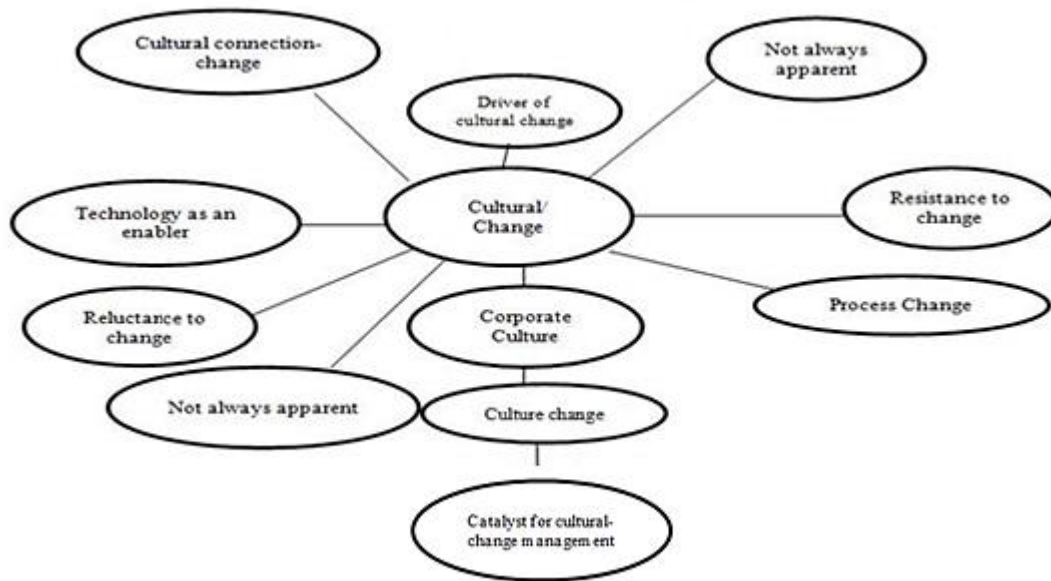 Cultural connection-
change
Not always
apparent
Driver of
cultural change
Technology as an
enabler
Cultural/
Change
Resistance to
change
Reluctance to
change
Corporate
Culture
Process Change
Not always apparent
Culture change
Catalyst for cultural-
change management